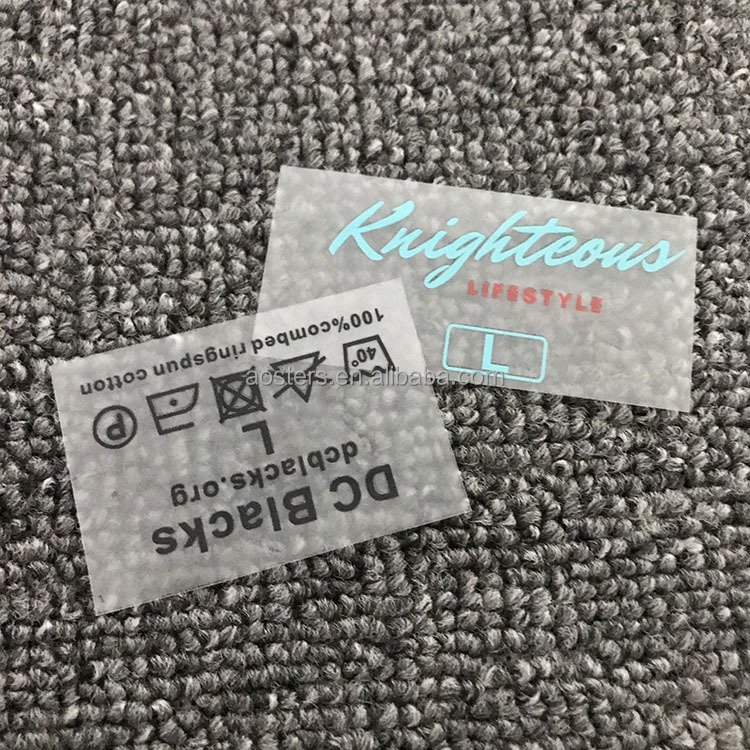 Knighteous
LIFESTYLE
L
DC Blacks
dcblacks.org
L
40°
P
100%combed ringspun cotton
aosters.en.alibaba.com